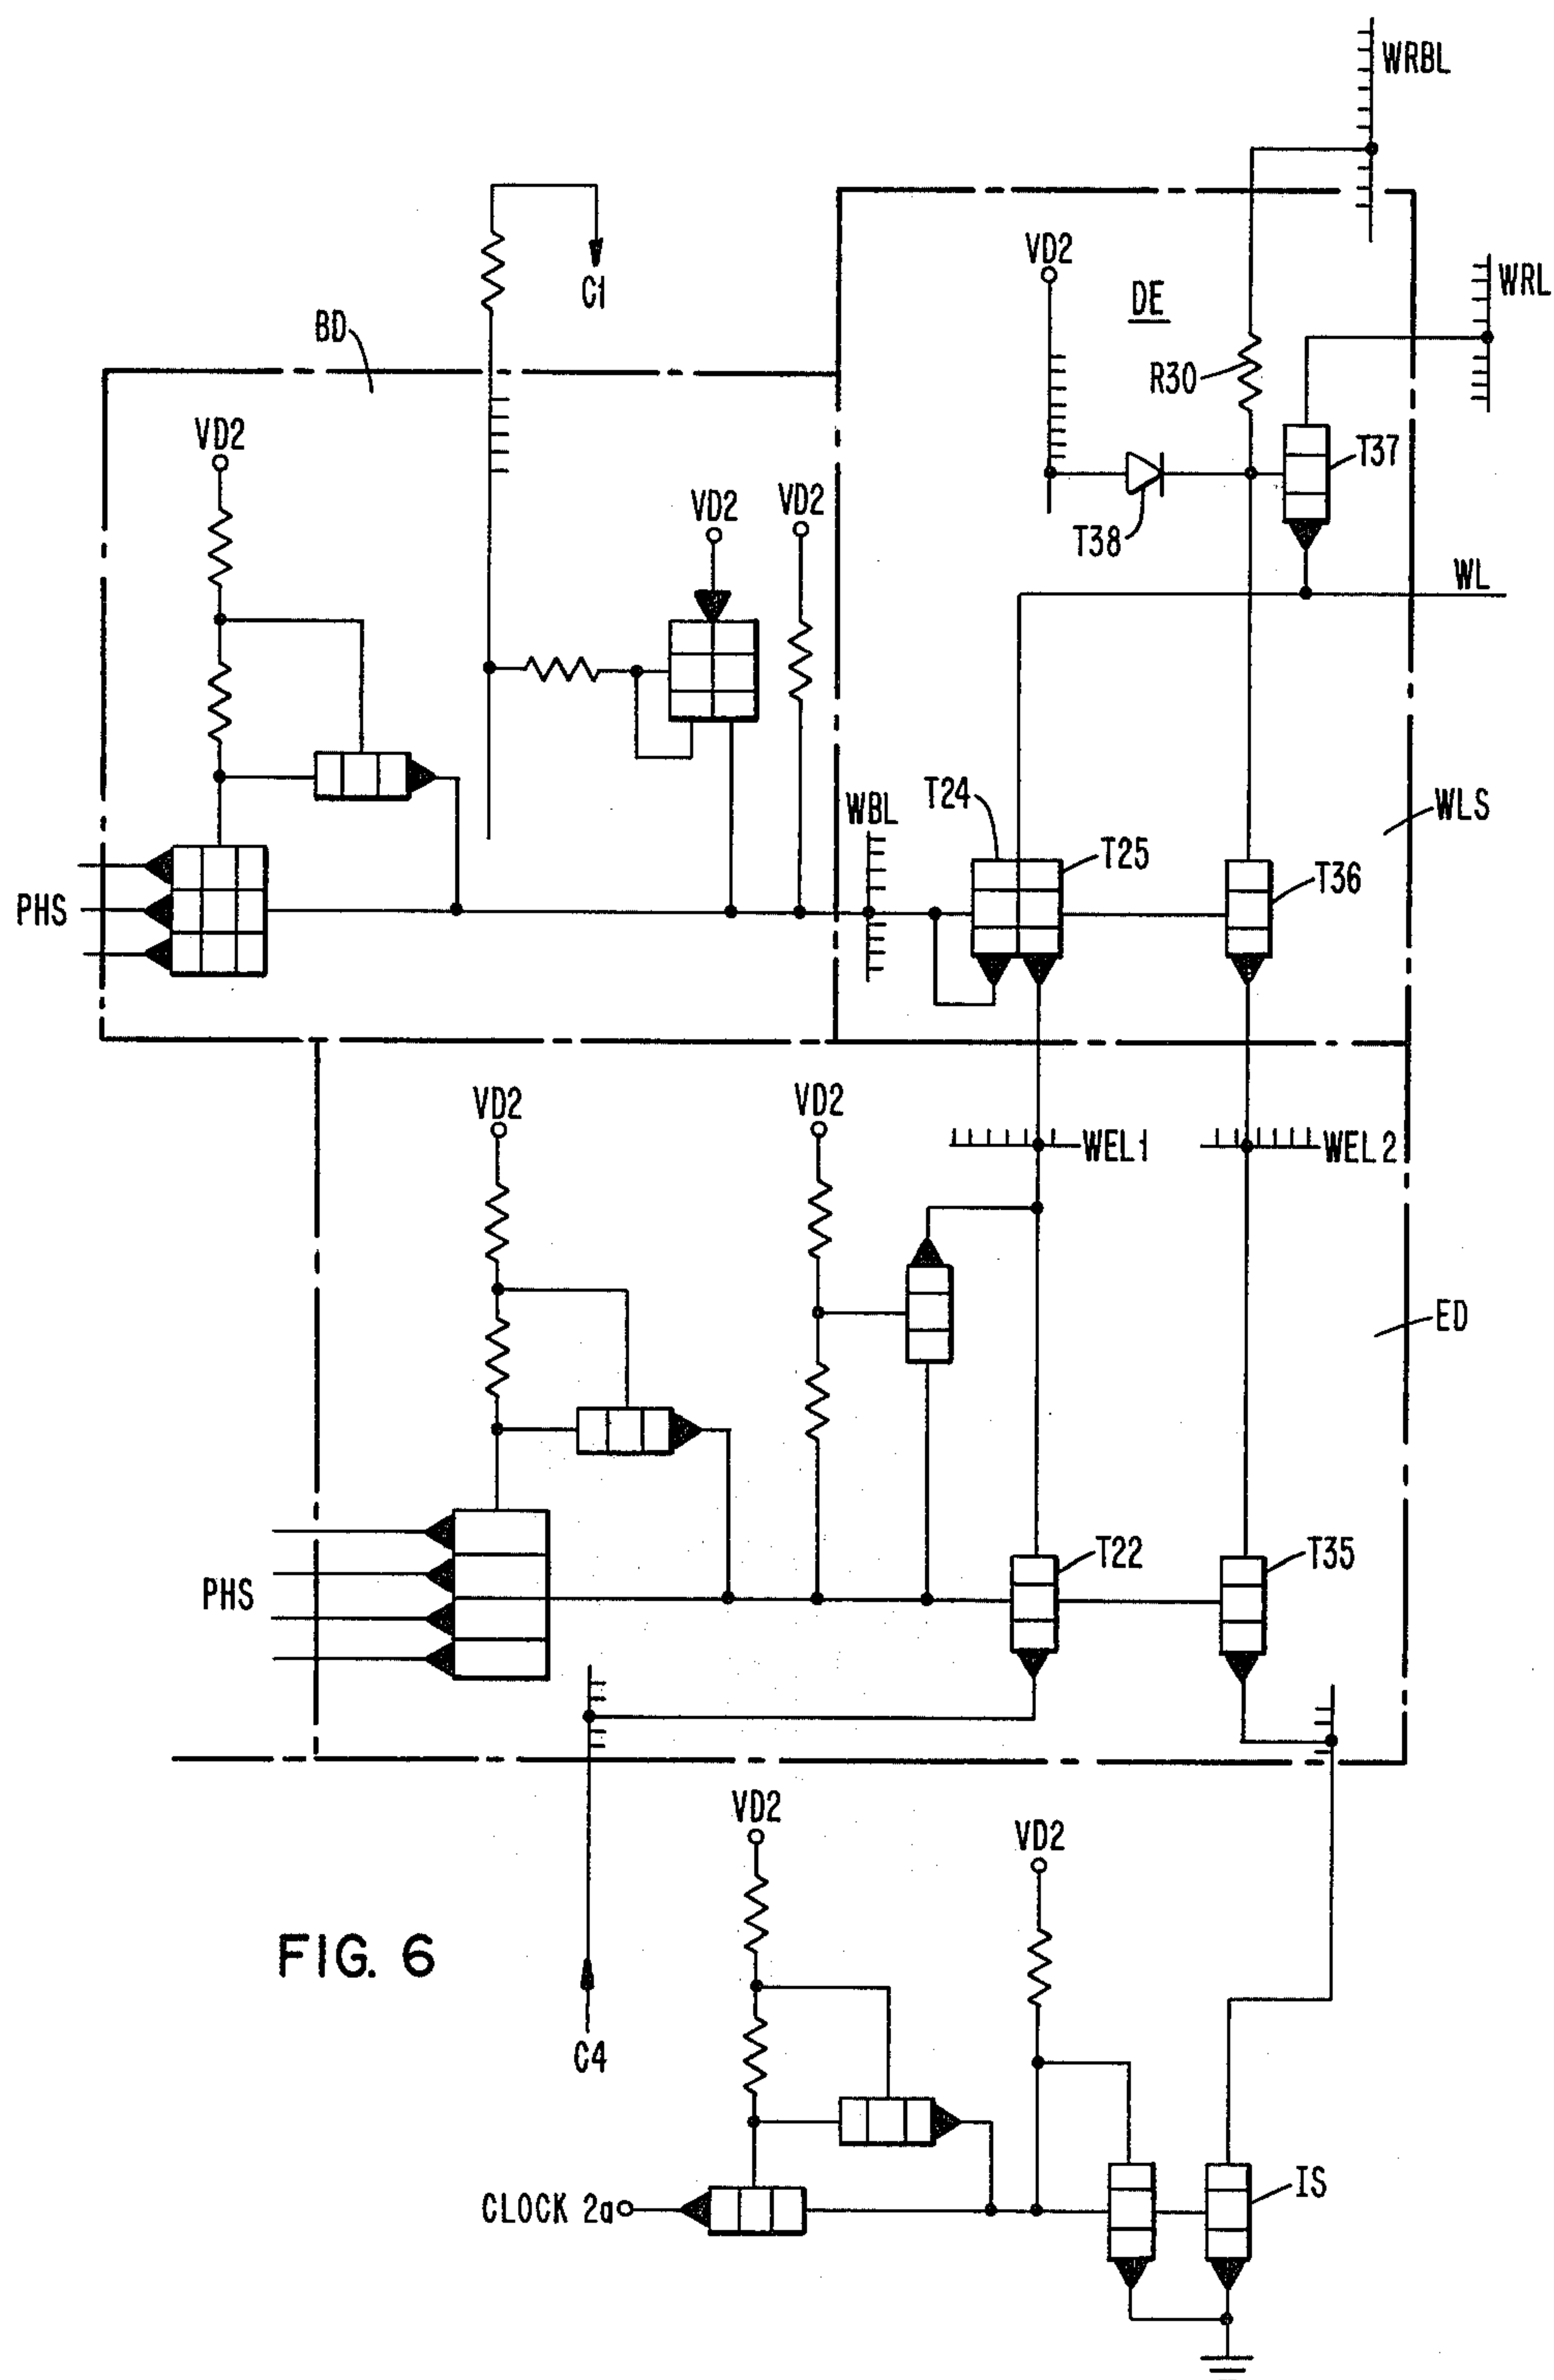 WRBL
VD2
DE
WRL
C1
BD
R30
VD2
T37
VD2
VD2
T38
WL
T24
WBL
T25
WLS
T36
PHS
VD2
VD2
WEL1
WEL2
ED
T22
T35
PHS
VD2
VD2
FIG. 6
C4
IS
CLOCK 2a